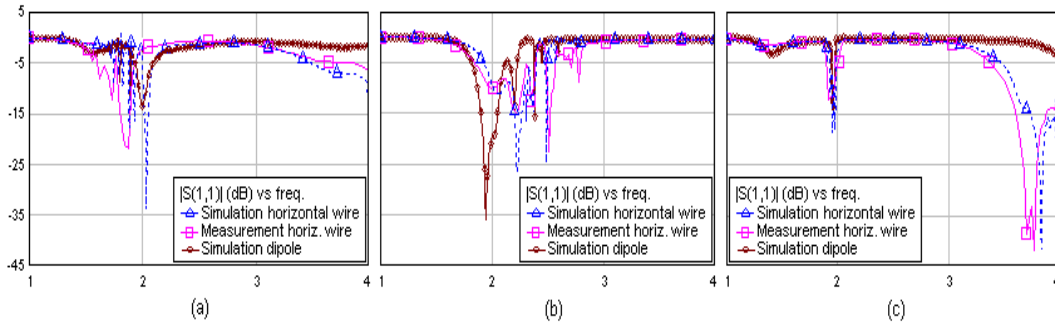 5
-5
-15
-25
-35
-45
|S(1,1)| (dB) vs freq.
Simulation horizontal wire
Measurement horiz. wire
Simulation dipole
1 2 3 4
(a)
|S(1,1)| (dB) vs freq.
Simulation horizontal wire
Measurement horiz. wire
Simulation dipole
1 2 3 4
(b)
|S(1,1)| (dB) vs freq.
Simulation horizontal wire
Measurement horiz. wire
Simulation dipole
1 2 3 4
(c)